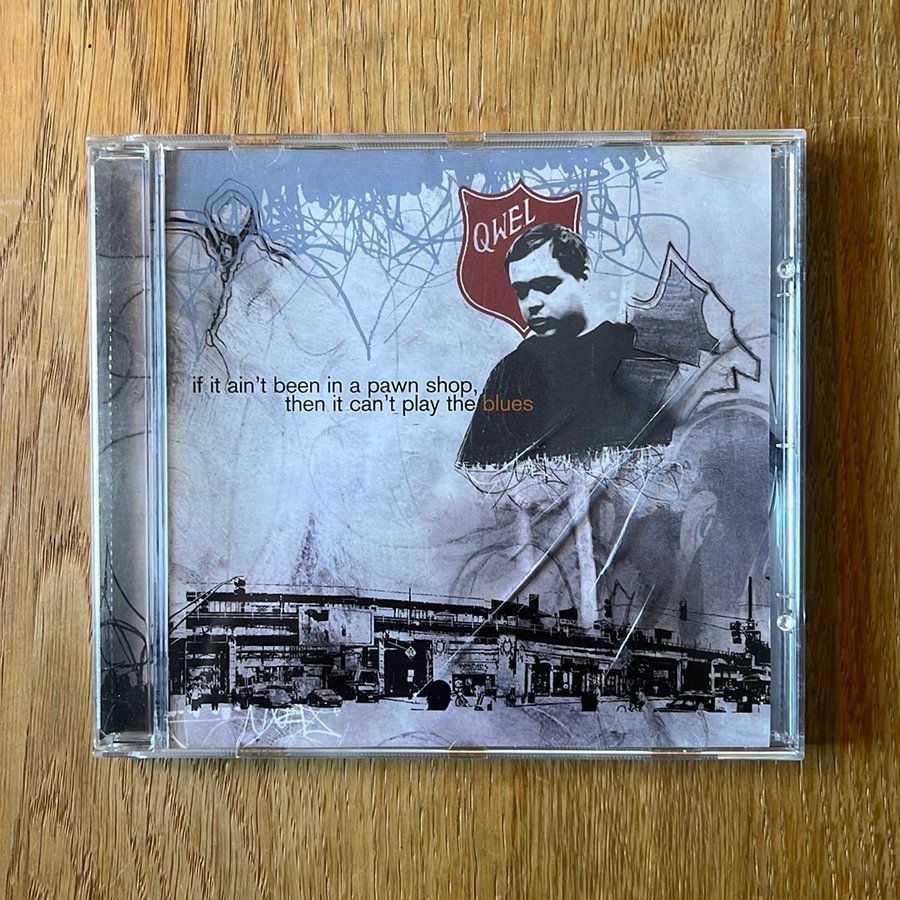 QWEL
if it ain't been in a pawn shop,
then it can't play the blues